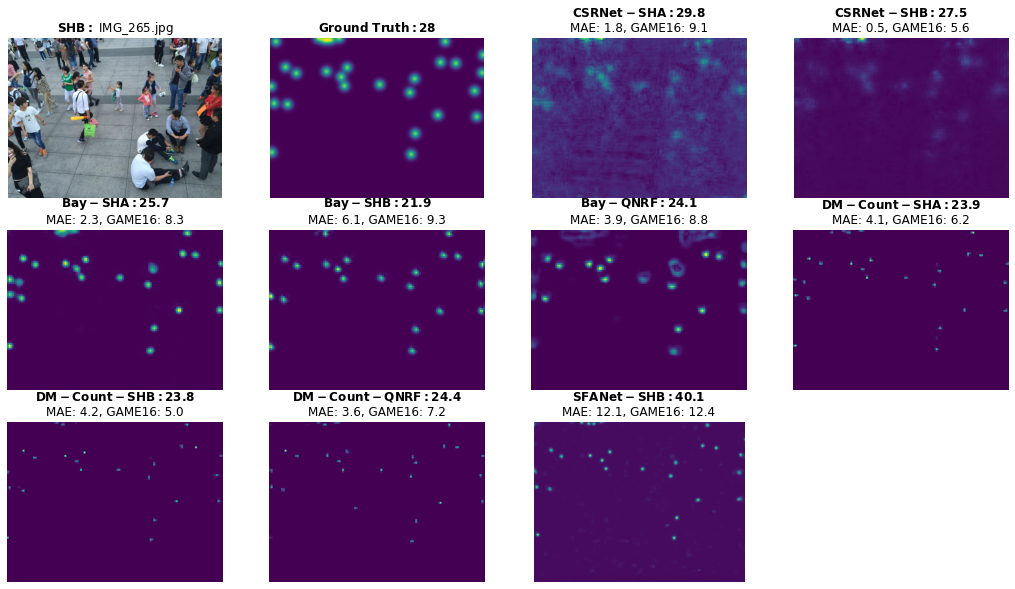 SHB: IMG_265.jpg
Ground Truth: 28
CSRNet-SHA: 29.8
MAE: 1.8, GAME16: 9.1
CSRNet-SHB: 27.5
MAE: 0.5, GAME16: 5.6
Bay-SHA: 25.7
MAE: 2.3, GAME16: 8.3
Bay-SHB: 21.9
MAE: 6.1, GAME16: 9.3
Bay-QNRF: 24.1
MAE: 3.9, GAME16: 8.8
DM-Count-SHA: 23.9
MAE: 4.1, GAME16: 6.2
DM-Count-SHB: 23.8
MAE: 4.2, GAME16: 5.0
DM-Count-QNRF: 24.4
MAE: 3.6, GAME16: 7.2
SFANet-SHB: 40.1
MAE: 12.1, GAME16: 12.4